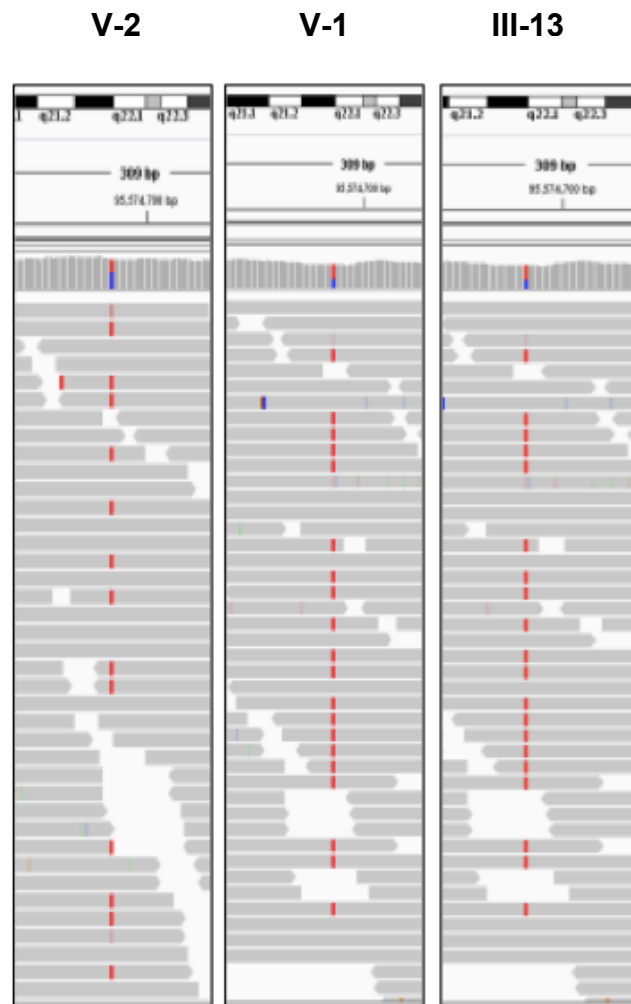 V-2 V-1 III-13
q21.2 q22.1 q22.3 q21.1 q21.2 q22.1 q22.3 q21.2 q22.1 q22.3
309 bp 309 bp 309 bp
95,574,700 bp 95,574,700 bp 95,574,700 bp